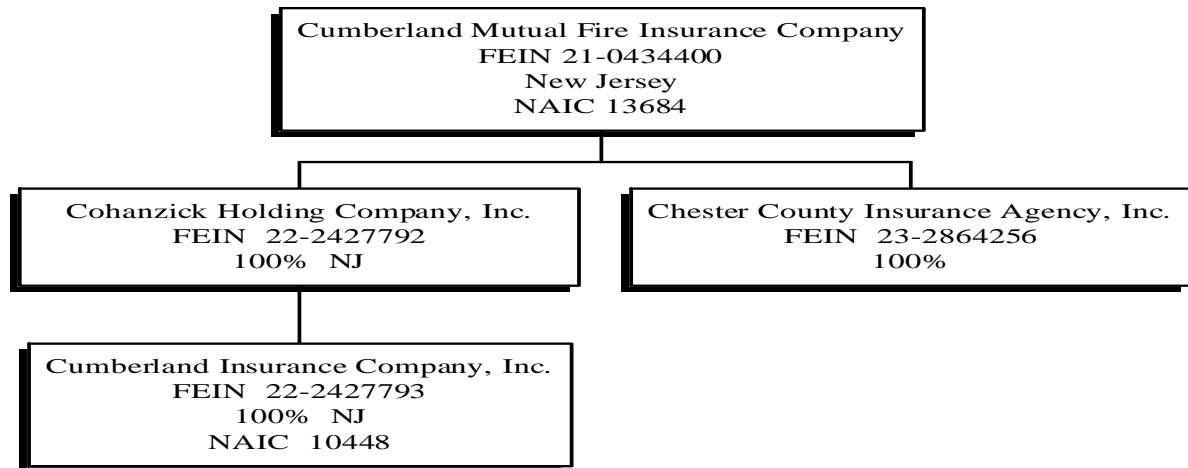 Cumberland Mutual Fire Insurance Company
FEIN 21-0434400
New Jersey
NAIC 13684
Cohanzick Holding Company, Inc.
FEIN 22-2427792
100% NJ
Chester County Insurance Agency, Inc.
FEIN 23-2864256
100%
Cumberland Insurance Company, Inc.
FEIN 22-2427793
100% NJ
NAIC 10448